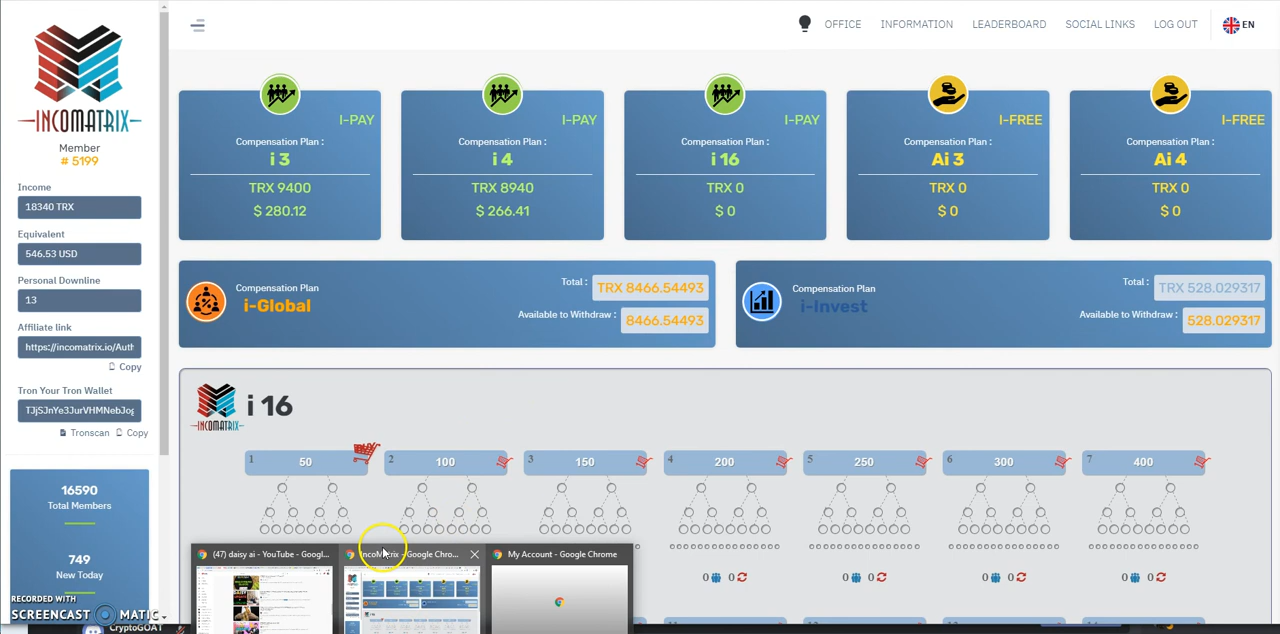 OFFICE INFORMATION LEADERBOARD SOCIAL LINKS LOG OUT EN
INCOMATRIX
Member
# 5199
Income
18340 TRX
Equivalent
546.53 USD
Personal Downline
13
Affiliate link
https://incomatrix.io/Auth
Copy
Tron Your Tron Wallet
Tronscan Copy
16590
Total Members
749
New Today
RECORDED WITH
SCREENCAST MATIC
I-PAY
Compensation Plan :
i 3
TRX 9400
$ 280.12
I-PAY
Compensation Plan :
i 4
TRX 8940
$ 266.41
I-PAY
Compensation Plan :
i 16
TRX 0
$ 0
I-FREE
Compensation Plan :
Ai 3
TRX 0
$ 0
I-FREE
Compensation Plan :
Ai 4
TRX 0
$ 0
Compensation Plan
i-Global
Total : TRX 8466.54493
Available to Withdraw : 8466.54493
Compensation Plan
i-Invest
Total : TRX 528.029317
Available to Withdraw : 528.029317
INCOMATRIX
i 16
1 50 2 100 3 150 4 200 5 250 6 300 7 400
0 0 0 0 0 0 0 0
(47) daisy ai - YouTube - Googl... IncoMatrix - Google Chro... My Account - Google Chrome
CryptoGOAT